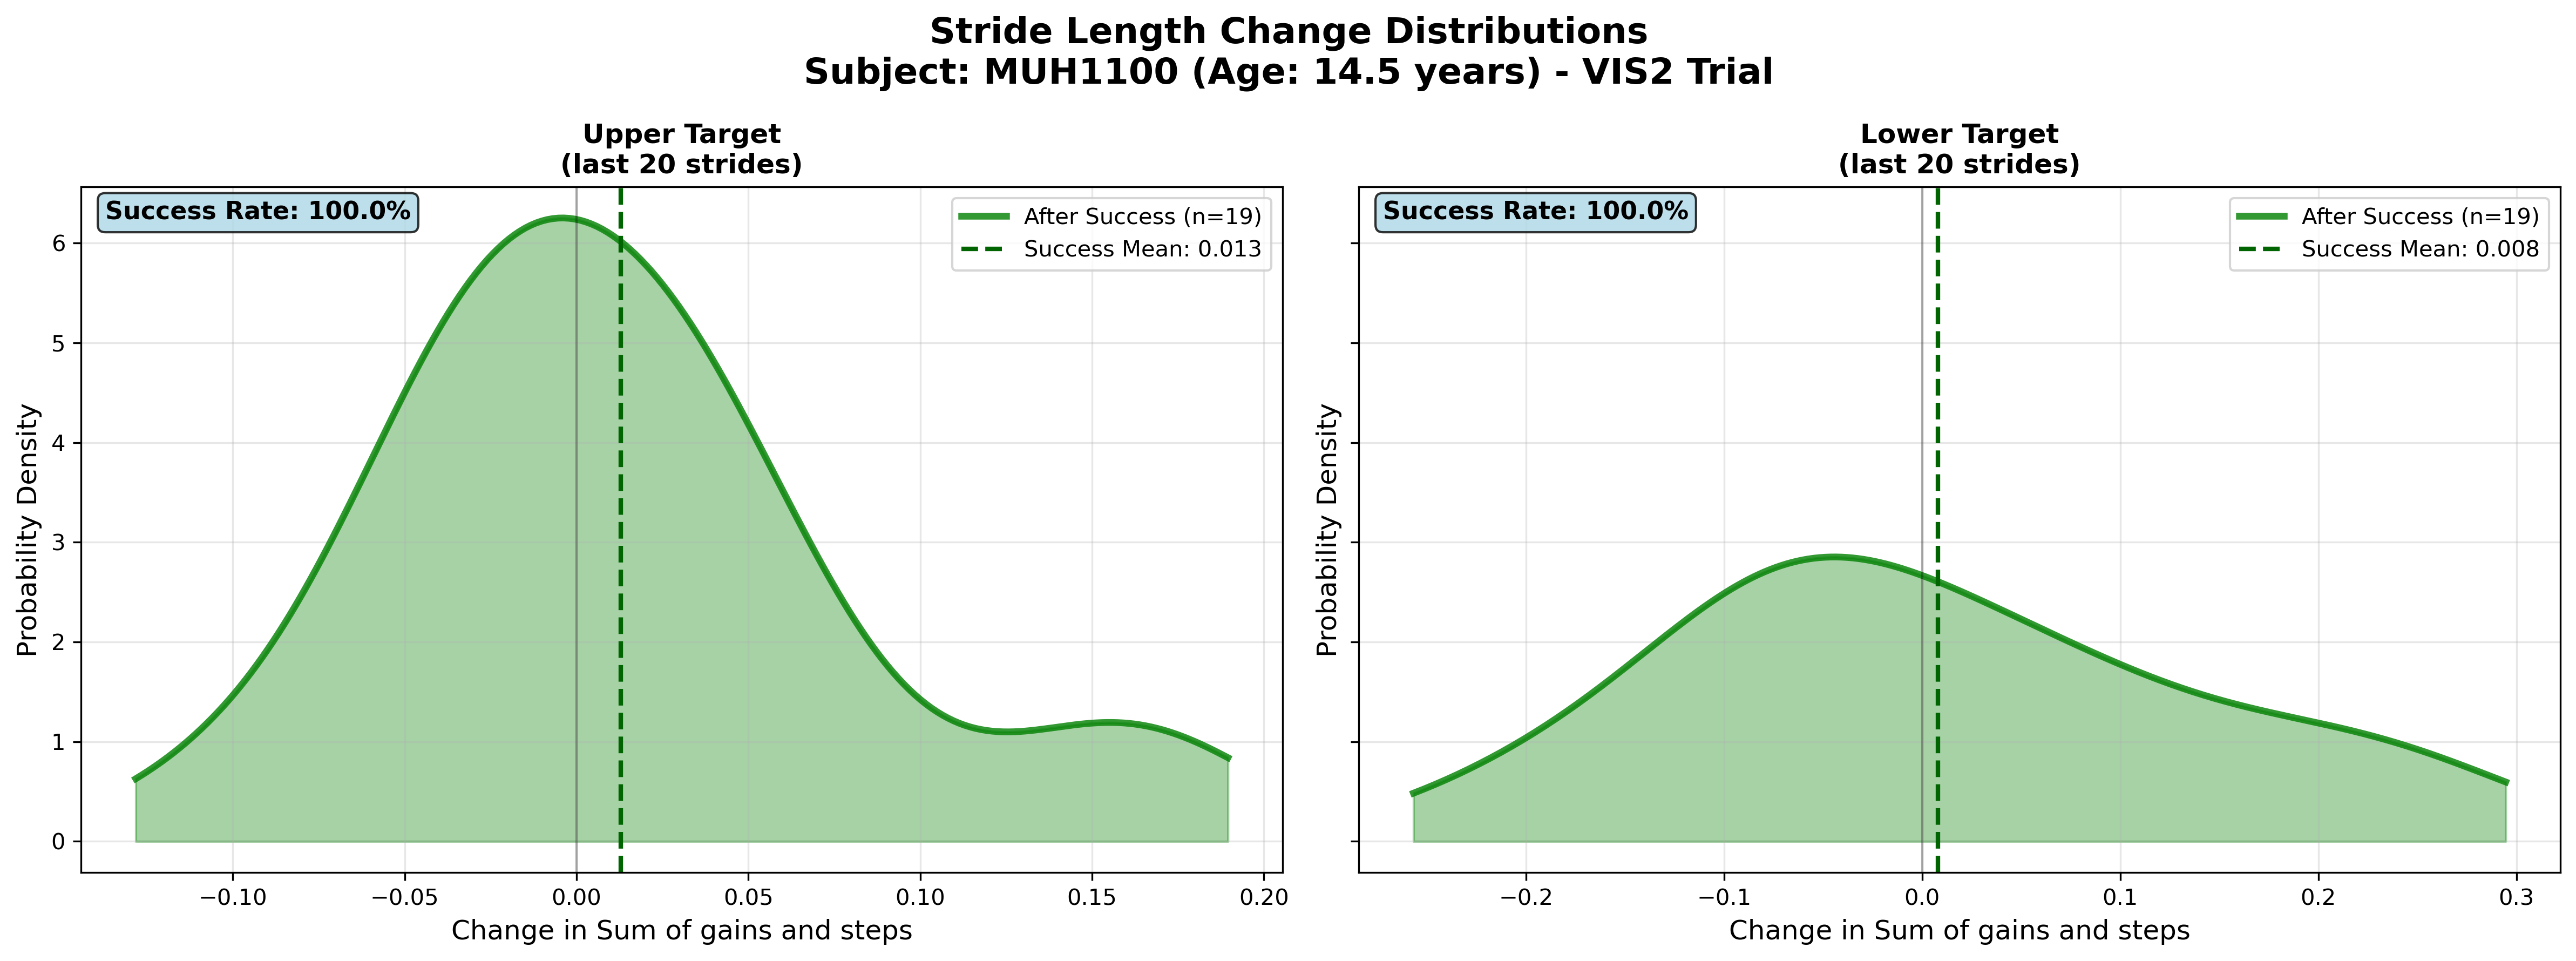 Stride Length Change Distributions
Subject: MUH1100 (Age: 14.5 years) - VIS2 Trial
Upper Target
(last 20 strides)
Success Rate: 100.0%
After Success (n=19)
Success Mean: 0.013
Probability Density
6
5
4
3
2
1
0
−0.10
−0.05
0.00
0.05
0.10
0.15
0.20
Change in Sum of gains and steps
Lower Target
(last 20 strides)
Success Rate: 100.0%
After Success (n=19)
Success Mean: 0.008
Probability Density
−0.2
−0.1
0.0
0.1
0.2
0.3
Change in Sum of gains and steps